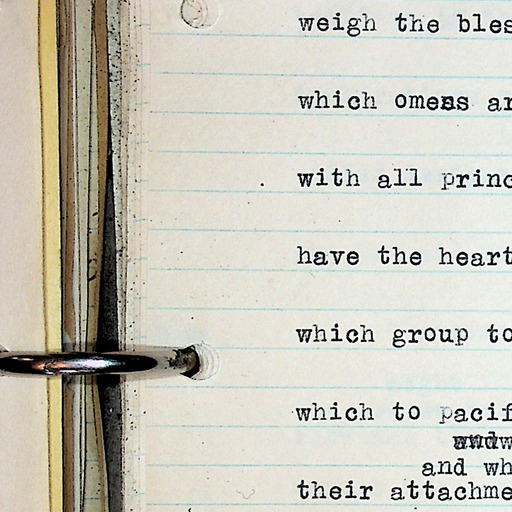 weigh the bles
which omens ar
with all princ
have the heart
which group to
which to pacif
and wh
their attachme